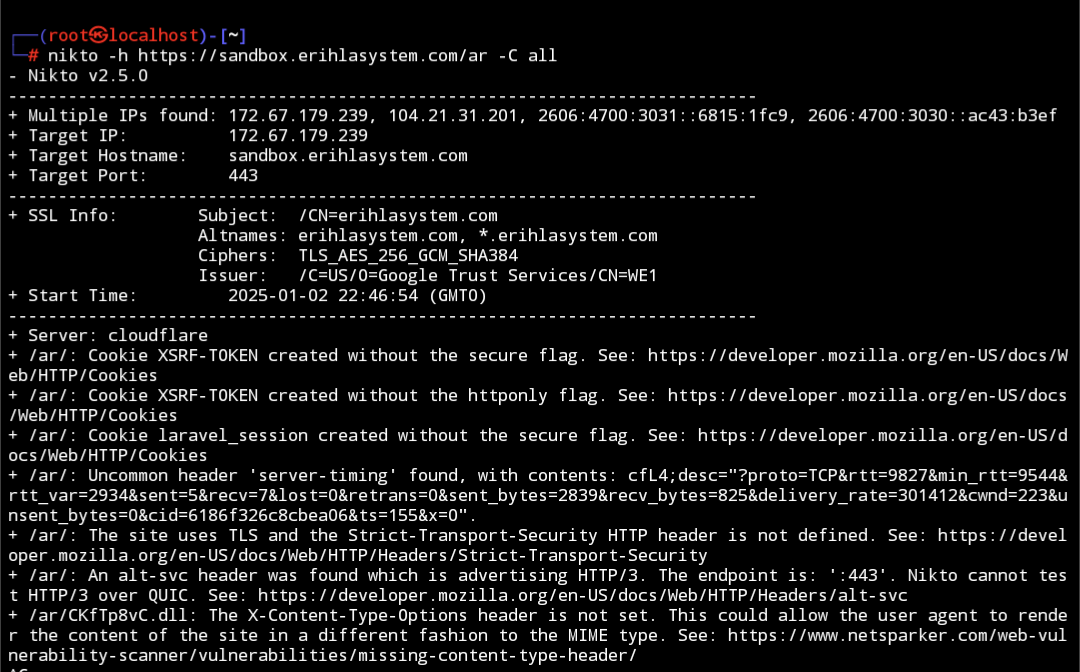 ┌──(root㉿localhost)-[~]
└─# nikto -h https://sandbox.erihlasystem.com/ar -C all
- Nikto v2.5.0
---------------------------------------------------------------------------
+ Multiple IPs found: 172.67.179.239, 104.21.31.201, 2606:4700:3031::6815:1fc9, 2606:4700:3030::ac43:b3ef
+ Target IP:          172.67.179.239
+ Target Hostname:    sandbox.erihlasystem.com
+ Target Port:        443
---------------------------------------------------------------------------
+ SSL Info:        Subject:  /CN=erihlasystem.com
                   Altnames: erihlasystem.com, *.erihlasystem.com
                   Ciphers:  TLS_AES_256_GCM_SHA384
                   Issuer:   /C=US/O=Google Trust Services/CN=WE1
+ Start Time:         2025-01-02 22:46:54 (GMT0)
---------------------------------------------------------------------------
+ Server: cloudflare
+ /ar/: Cookie XSRF-TOKEN created without the secure flag. See: https://developer.mozilla.org/en-US/docs/W
eb/HTTP/Cookies
+ /ar/: Cookie XSRF-TOKEN created without the httponly flag. See: https://developer.mozilla.org/en-US/docs
/Web/HTTP/Cookies
+ /ar/: Cookie laravel_session created without the secure flag. See: https://developer.mozilla.org/en-US/d
ocs/Web/HTTP/Cookies
+ /ar/: Uncommon header 'server-timing' found, with contents: cfL4;desc="?proto=TCP&rtt=9827&min_rtt=9544&
rtt_var=2934&sent=5&recv=7&lost=0&retrans=0&sent_bytes=2839&recv_bytes=825&delivery_rate=301412&cwnd=223&u
nsent_bytes=0&cid=6186f326c8cbea06&ts=155&x=0".
+ /ar/: The site uses TLS and the Strict-Transport-Security HTTP header is not defined. See: https://devel
oper.mozilla.org/en-US/docs/Web/HTTP/Headers/Strict-Transport-Security
+ /ar/: An alt-svc header was found which is advertising HTTP/3. The endpoint is: ':443'. Nikto cannot tes
t HTTP/3 over QUIC. See: https://developer.mozilla.org/en-US/docs/Web/HTTP/Headers/alt-svc
+ /ar/CKfTp8vC.dll: The X-Content-Type-Options header is not set. This could allow the user agent to rende
r the content of the site in a different fashion to the MIME type. See: https://www.netsparker.com/web-vul
nerability-scanner/vulnerabilities/missing-content-type-header/